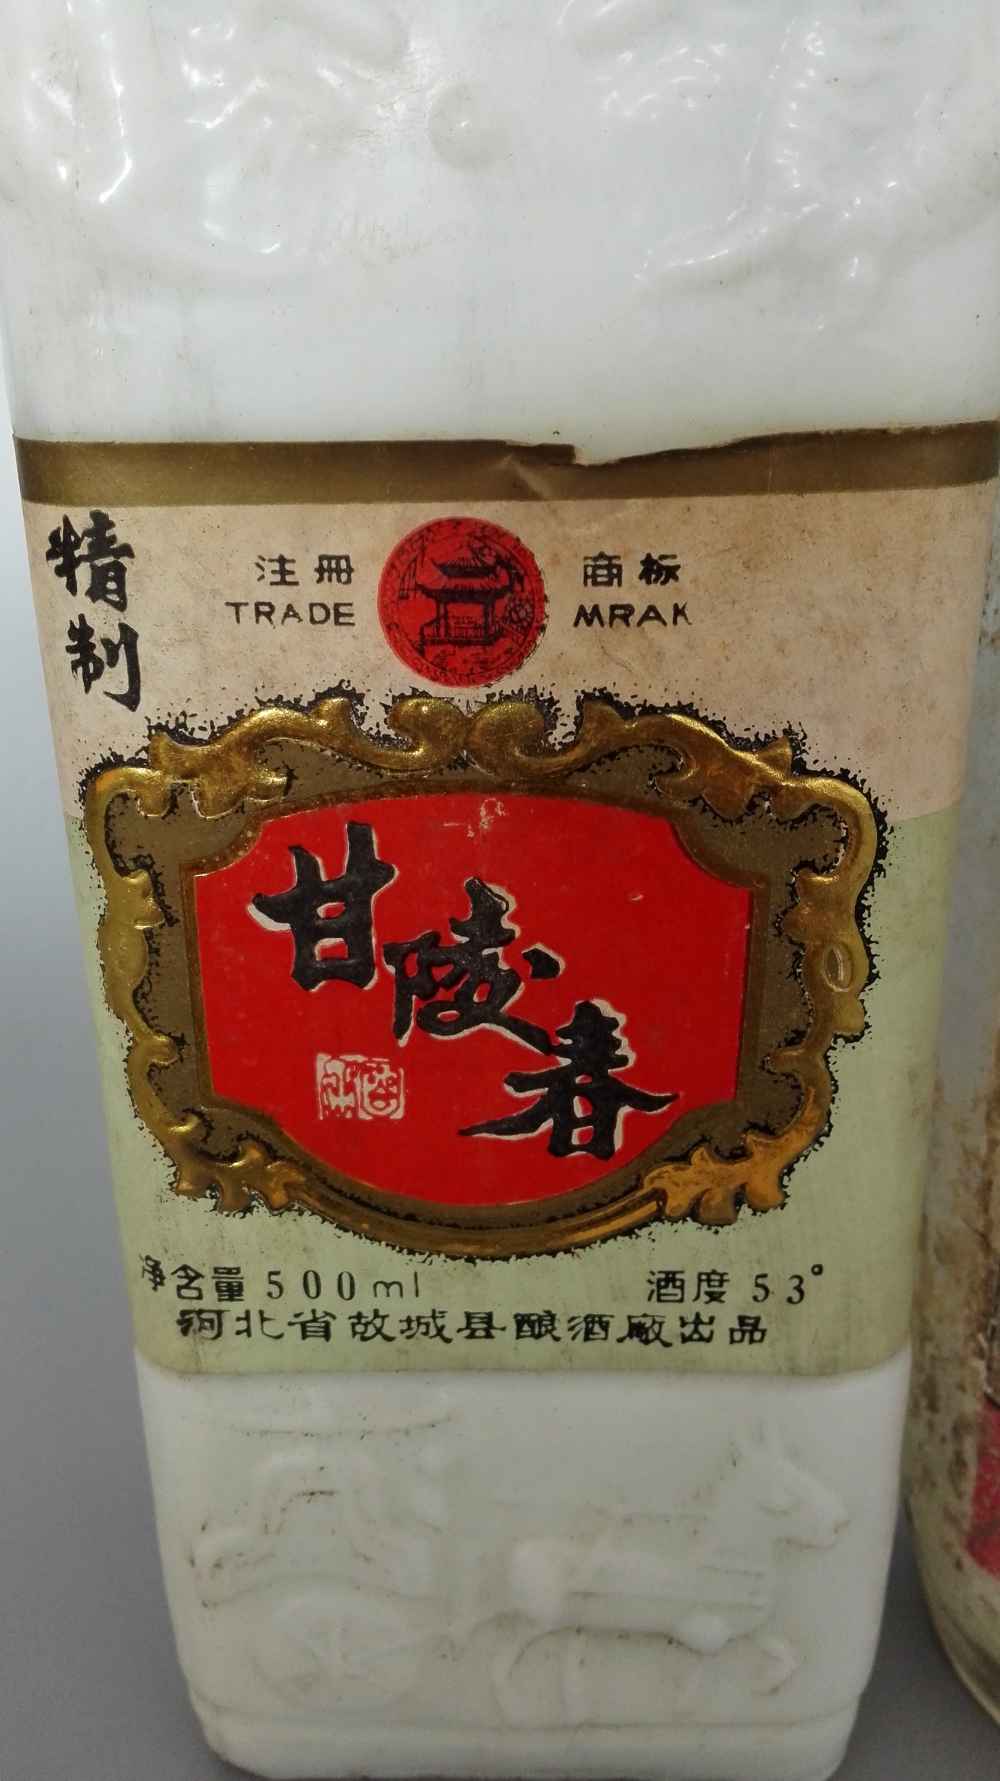 精制
注册 商标
TRADE MRAK
甘陵春
净含量 500ml 酒度 53°
河北省故城县酿酒廠出品